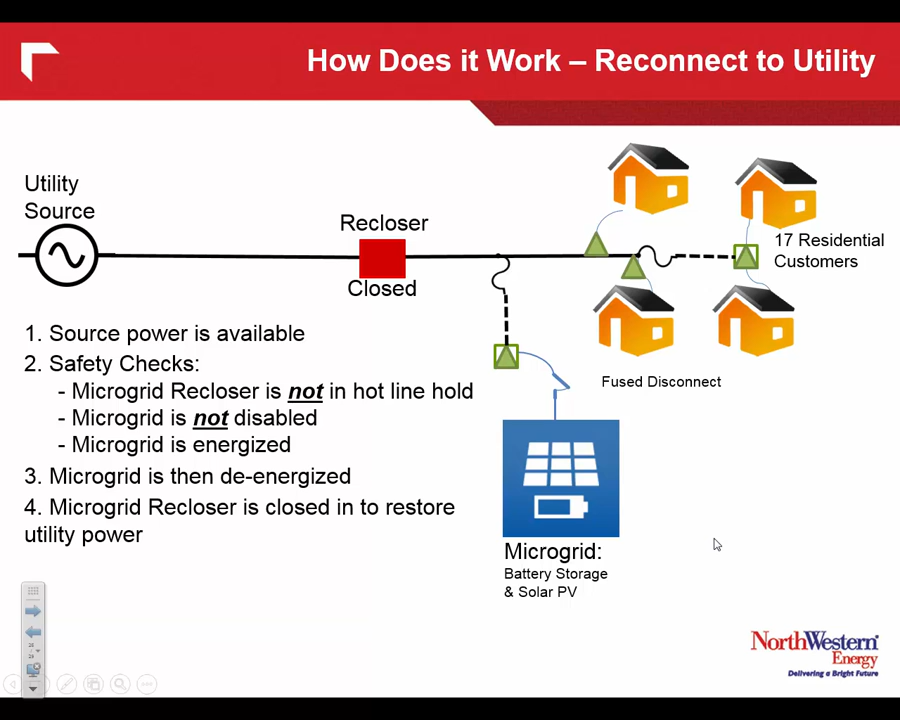 How Does it Work – Reconnect to Utility
Utility
Source
Recloser
Closed
17 Residential
Customers
Fused Disconnect
1. Source power is available
2. Safety Checks:
- Microgrid Recloser is not in hot line hold
- Microgrid is not disabled
- Microgrid is energized
3. Microgrid is then de-energized
4. Microgrid Recloser is closed in to restore
utility power
Microgrid:
Battery Storage
& Solar PV
NorthWestern
Energy
Delivering a Bright Future